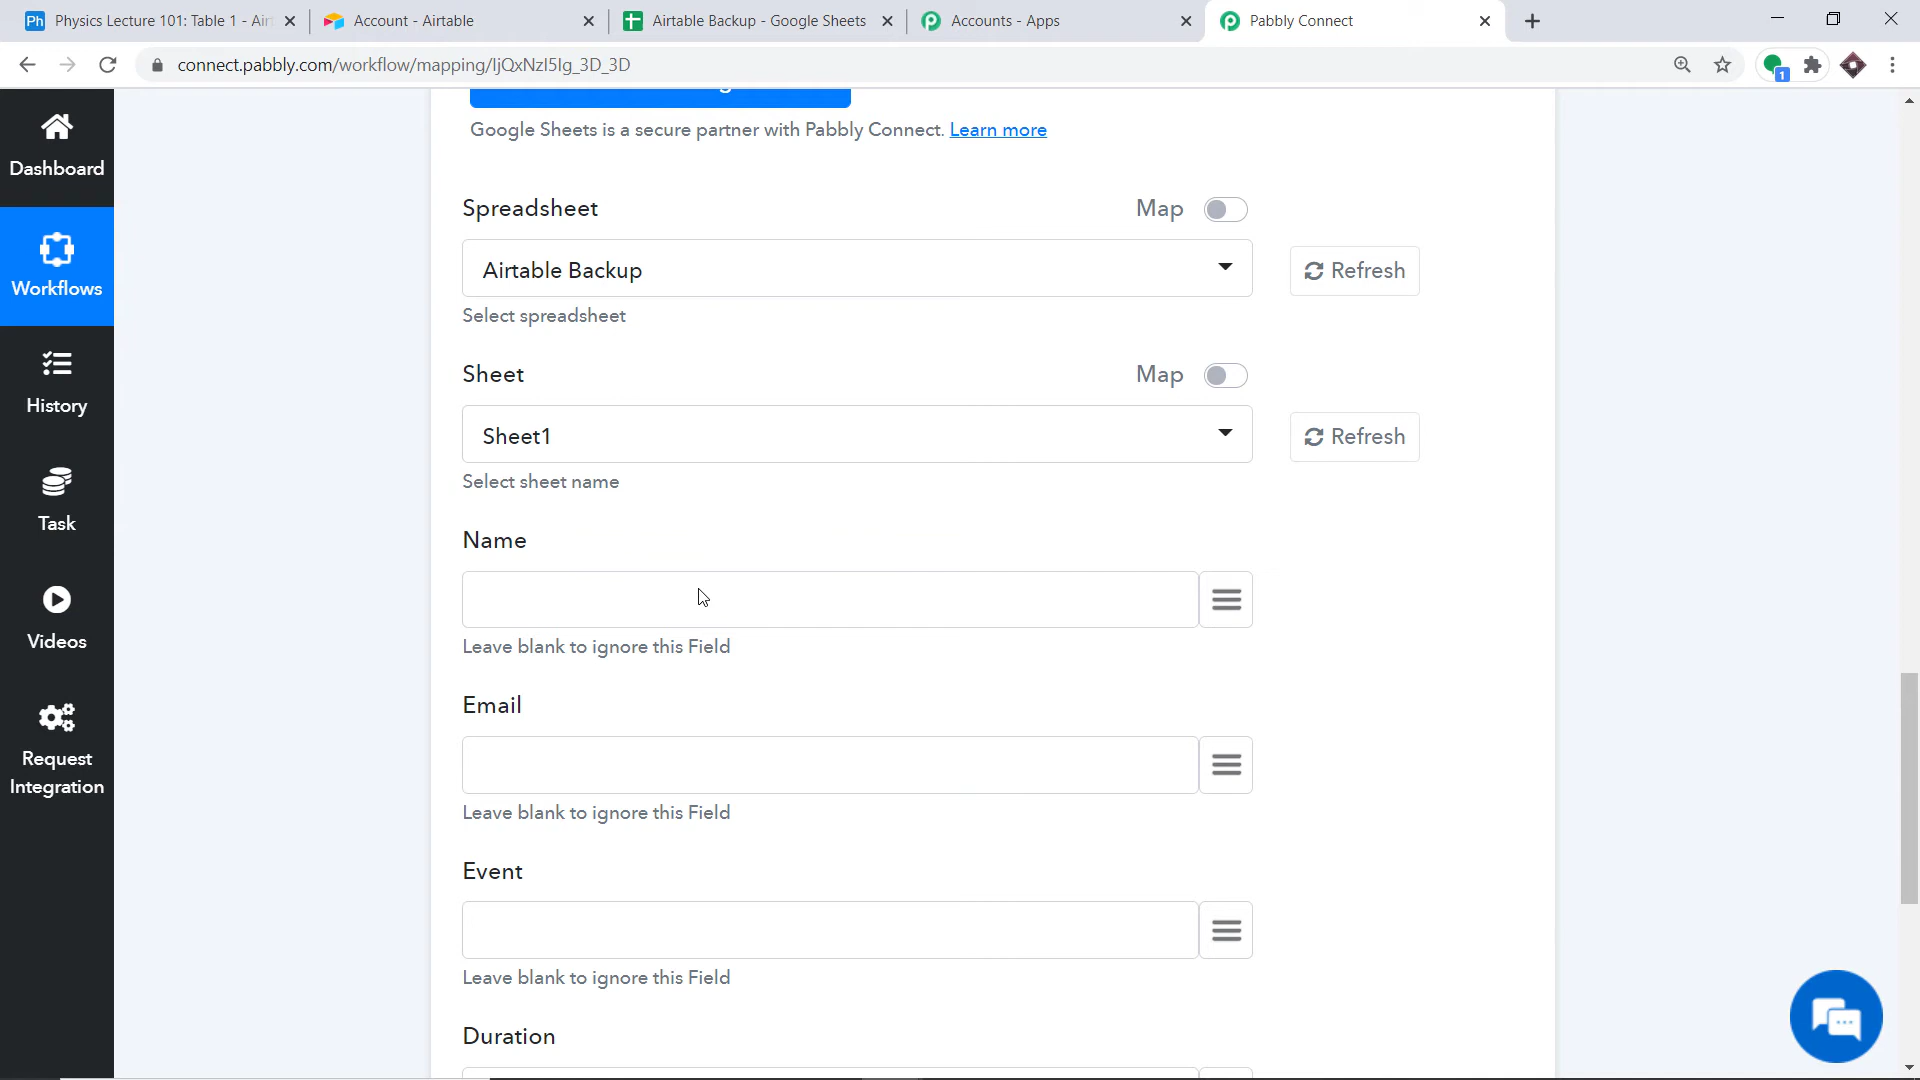 Physics Lecture 101: Table 1 - Air
Account - Airtable
Airtable Backup - Google Sheets
Accounts - Apps
Pabbly Connect
connect.pabbly.com/workflow/mapping/IjQxNzI5Ig_3D_3D
1
Dashboard
Workflows
History
Task
Videos
Request
Integration
Google Sheets is a secure partner with Pabbly Connect. Learn more
Spreadsheet
Map
Airtable Backup
Refresh
Select spreadsheet
Sheet
Map
Sheet1
Refresh
Select sheet name
Name
Leave blank to ignore this Field
Email
Leave blank to ignore this Field
Event
Leave blank to ignore this Field
Duration